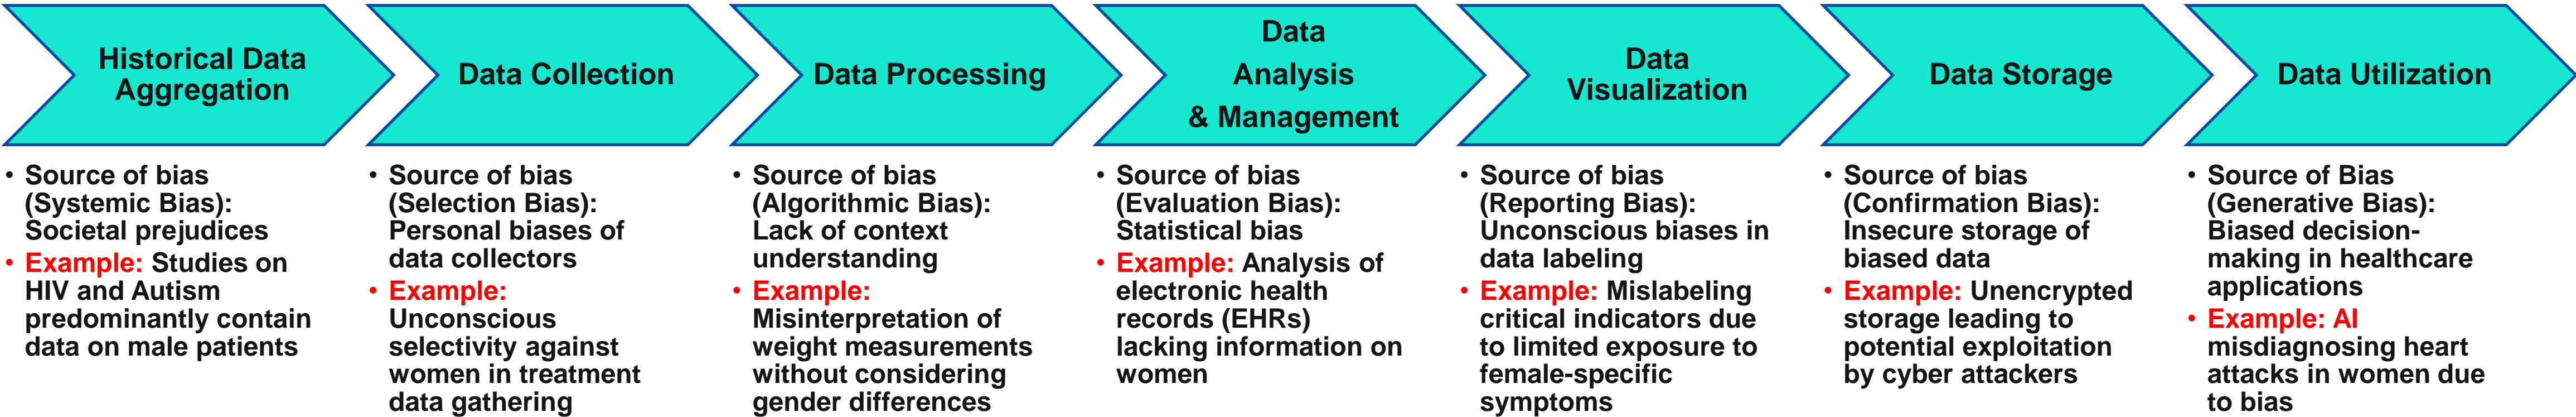 Historical Data
Aggregation
Data Collection
Data Processing
Data
Analysis
& Management
Data
Visualization
Data Storage
Data Utilization
• Source of bias
(Systemic Bias):
Societal prejudices
• Example: Studies on
HIV and Autism
predominantly contain
data on male patients
• Source of bias
(Selection Bias):
Personal biases of
data collectors
• Example:
Unconscious
selectivity against
women in treatment
data gathering
• Source of bias
(Algorithmic Bias):
Lack of context
understanding
• Example:
Misinterpretation of
weight measurements
without considering
gender differences
• Source of bias
(Evaluation Bias):
Statistical bias
• Example: Analysis of
electronic health
records (EHRs)
lacking information on
women
• Source of bias
(Reporting Bias):
Unconscious biases in
data labeling
• Example: Mislabeling
critical indicators due
to limited exposure to
female-specific
symptoms
• Source of bias
(Confirmation Bias):
Insecure storage of
biased data
• Example: Unencrypted
storage leading to
potential exploitation
by cyber attackers
• Source of Bias
(Generative Bias):
Biased decision-
making in healthcare
applications
• Example: AI
misdiagnosing heart
attacks in women due
to bias